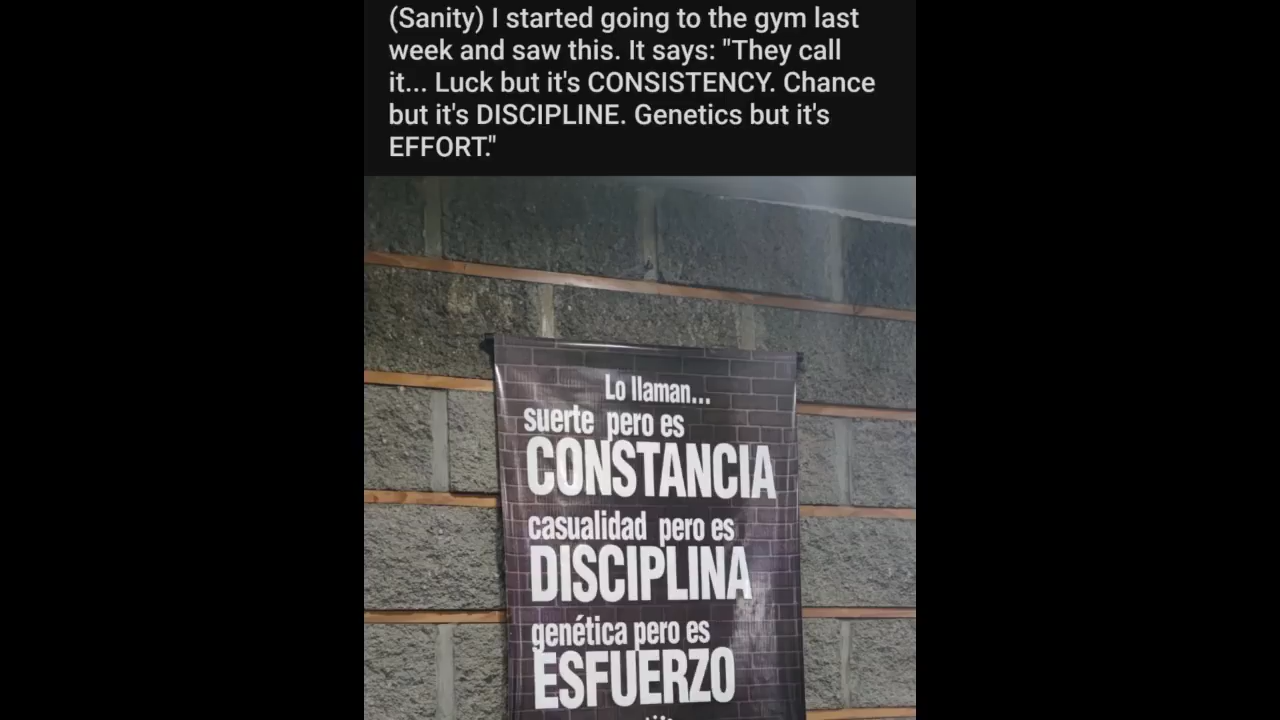 (Sanity) I started going to the gym last
week and saw this. It says: "They call
it... Luck but it's CONSISTENCY. Chance
but it's DISCIPLINE. Genetics but it's
EFFORT."
Lo llaman...
suerte pero es
CONSTANCIA
casualidad pero es
DISCIPLINA
genética pero es
ESFUERZO